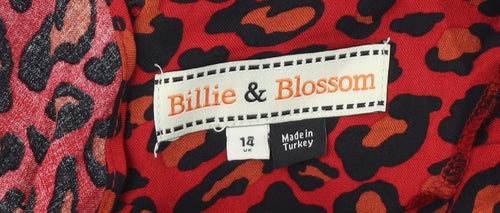 Billie & Blossom
14
UK
Made in
Turkey